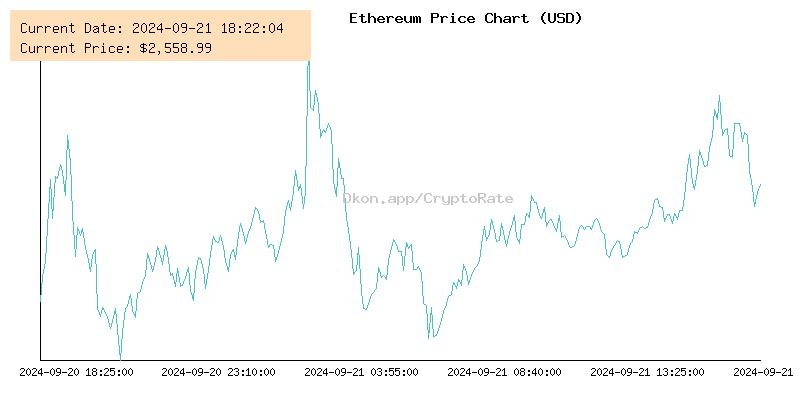 Ethereum Price Chart (USD)
Current Date: 2024-09-21 18:22:04
Current Price: $2,558.99
Dkon.app/CryptoRate
2024-09-20 18:25:00 2024-09-20 23:10:00 2024-09-21 03:55:00 2024-09-21 08:40:00 2024-09-21 13:25:00 2024-09-21